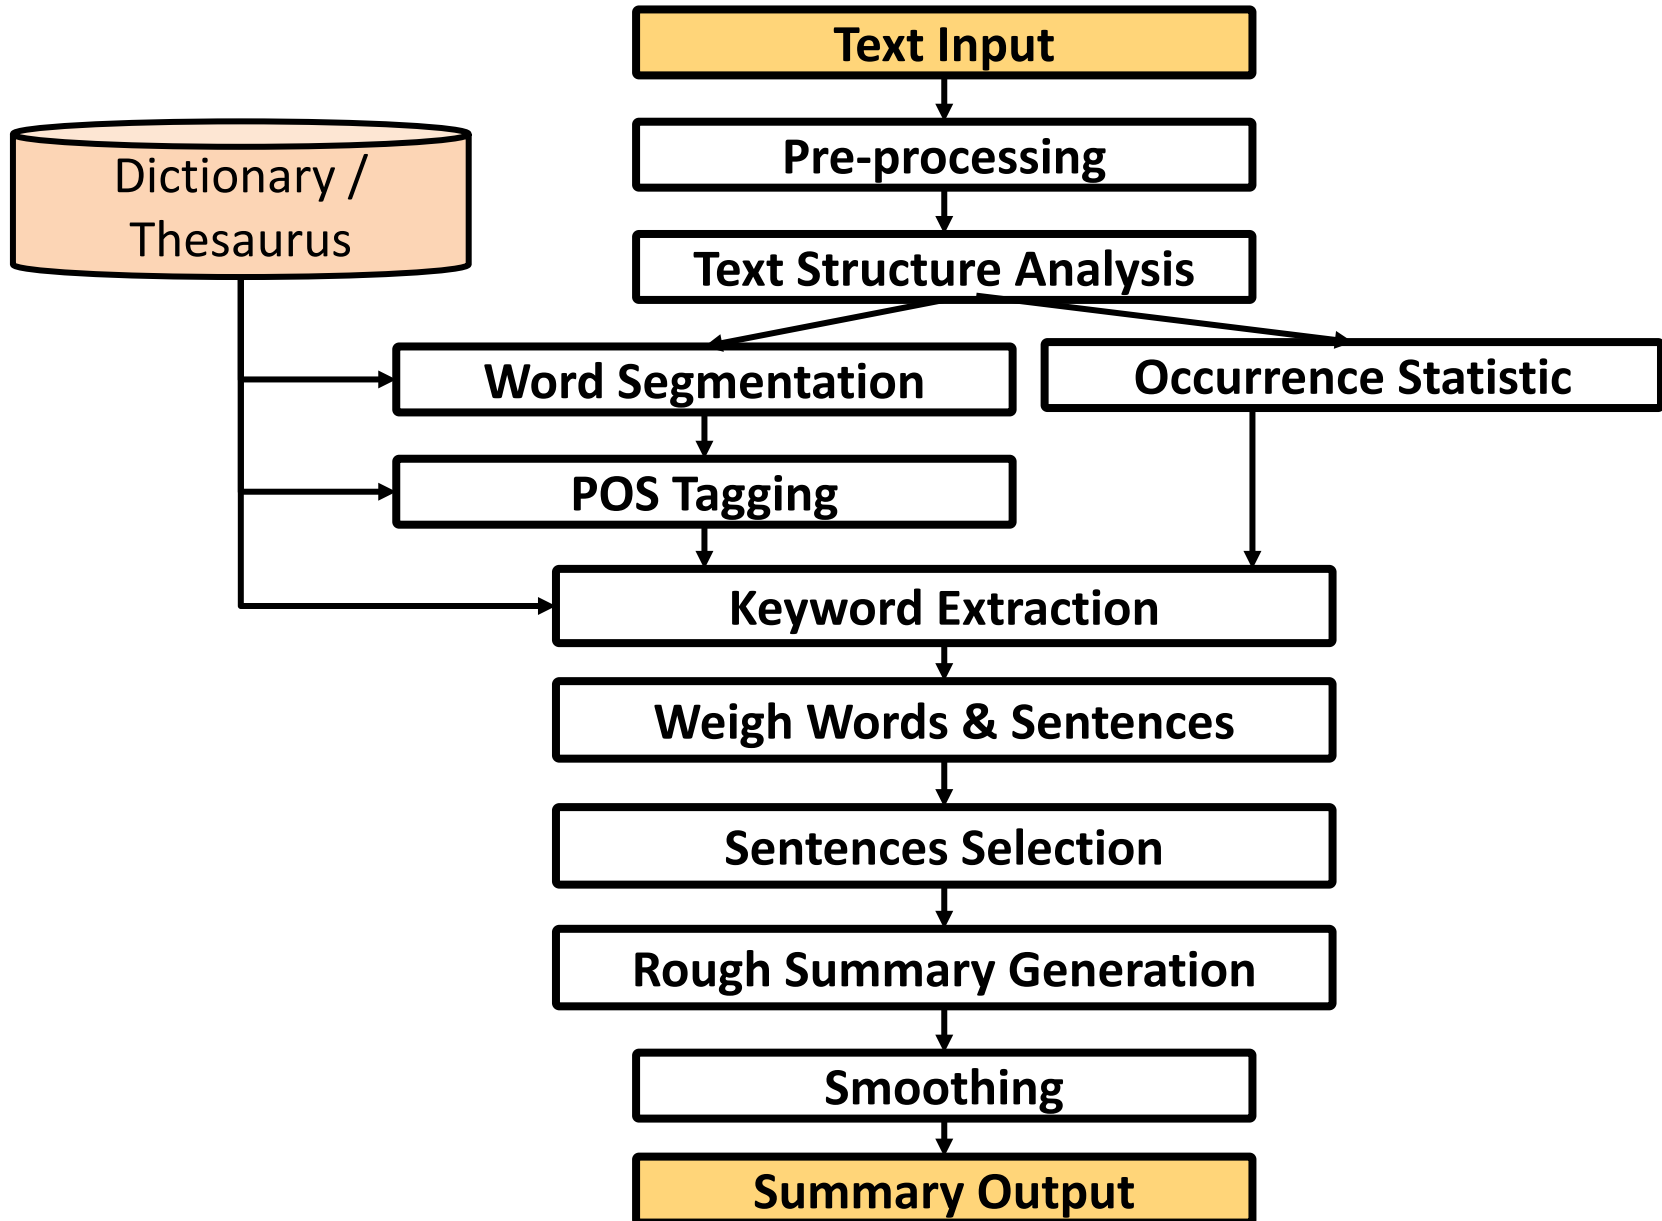 Text Input
Pre-processing
Dictionary /
Thesaurus
Text Structure Analysis
Word Segmentation
Occurrence Statistic
POS Tagging
Keyword Extraction
Weigh Words & Sentences
Sentences Selection
Rough Summary Generation
Smoothing
Summary Output